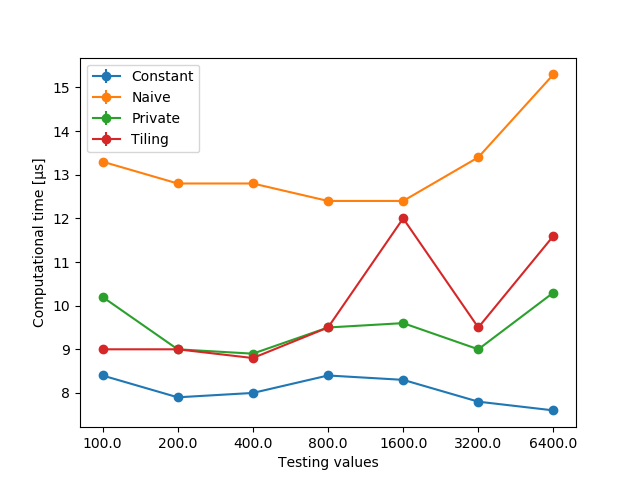 Constant
Naive
Private
Tiling
Computational time [µs]
15
14
13
12
11
10
9
8
100.0 200.0 400.0 800.0 1600.0 3200.0 6400.0
Testing values